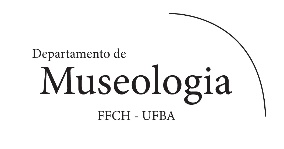 Departamento de
Museologia
FFCH - UFBA